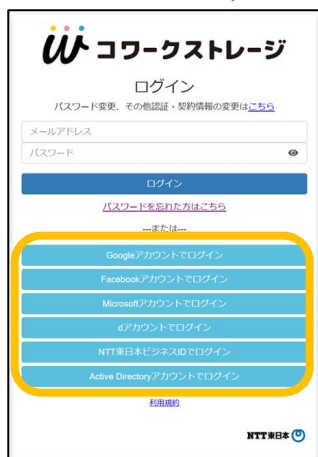 コワークストレージ
ログイン
パスワード変更、その他認証・契約情報の変更はこちら
メールアドレス
パスワード
ログイン
パスワードを忘れた方はこちら
---または---
Googleアカウントでログイン
Facebookアカウントでログイン
Microsoftアカウントでログイン
dアカウントでログイン
NTT東日本ビジネスIDでログイン
Active Directoryアカウントでログイン
利用規約
NTT東日本